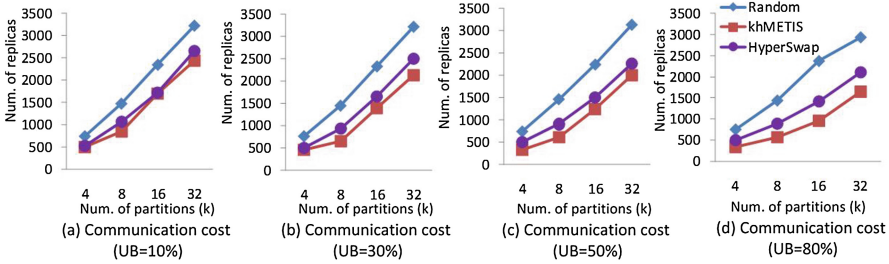 Num. of replicas
3500
3000
2500
2000
1500
1000
500
0
4 8 16 32
Num. of partitions (k)
(a) Communication cost
(UB=10%)
Num. of replicas
3500
3000
2500
2000
1500
1000
500
0
4 8 16 32
Num. of partitions (k)
(b) Communication cost
(UB=30%)
Num. of replicas
3500
3000
2500
2000
1500
1000
500
0
4 8 16 32
Num. of partitions (k)
(c) Communication cost
(UB=50%)
Num. of replicas
3500
3000
2500
2000
1500
1000
500
0
Random
khMETIS
HyperSwap
4 8 16 32
Num. of partitions (k)
(d) Communication cost
(UB=80%)